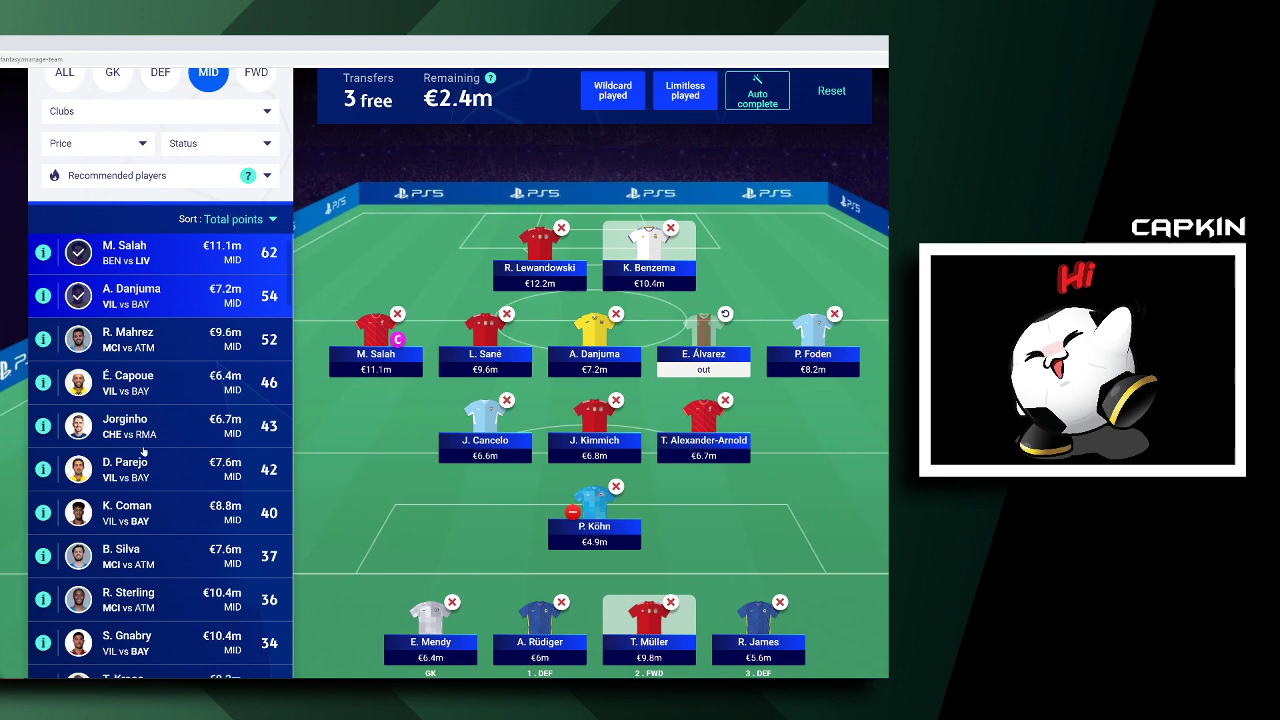 fantasy/manage-team
ALL GK DEF MID FWD
Clubs
Price Status
Recommended players ?
Sort : Total points
M. Salah €11.1m 62
BEN vs LIV MID
A. Danjuma €7.2m 54
VIL vs BAY MID
R. Mahrez €9.6m 52
MCI vs ATM MID
É. Capoue €6.4m 46
VIL vs BAY MID
Jorginho €6.7m 43
CHE vs RMA MID
D. Parejo €7.6m 42
VIL vs BAY MID
K. Coman €8.8m 40
VIL vs BAY MID
B. Silva €7.6m 37
MCI vs ATM MID
R. Sterling €10.4m 36
MCI vs ATM MID
S. Gnabry €10.4m 34
VIL vs BAY MID
Transfers Remaining ?
3 free €2.4m
Wildcard played
Limitless played
Auto complete
Reset
PS5 PS5 PS5 PS5 PS5 PS5
R. Lewandowski K. Benzema
€12.2m €10.4m
C
M. Salah L. Sané A. Danjuma E. Álvarez P. Foden
€11.1m €9.6m €7.2m out €8.2m
J. Cancelo J. Kimmich T. Alexander-Arnold
€6.6m €6.8m €6.7m
P. Köhn
€4.9m
E. Mendy A. Rüdiger T. Müller R. James
€6.4m €6m €9.8m €5.6m
GK 1 . DEF 2 . FWD 3 . DEF
CAPKIN
Hi